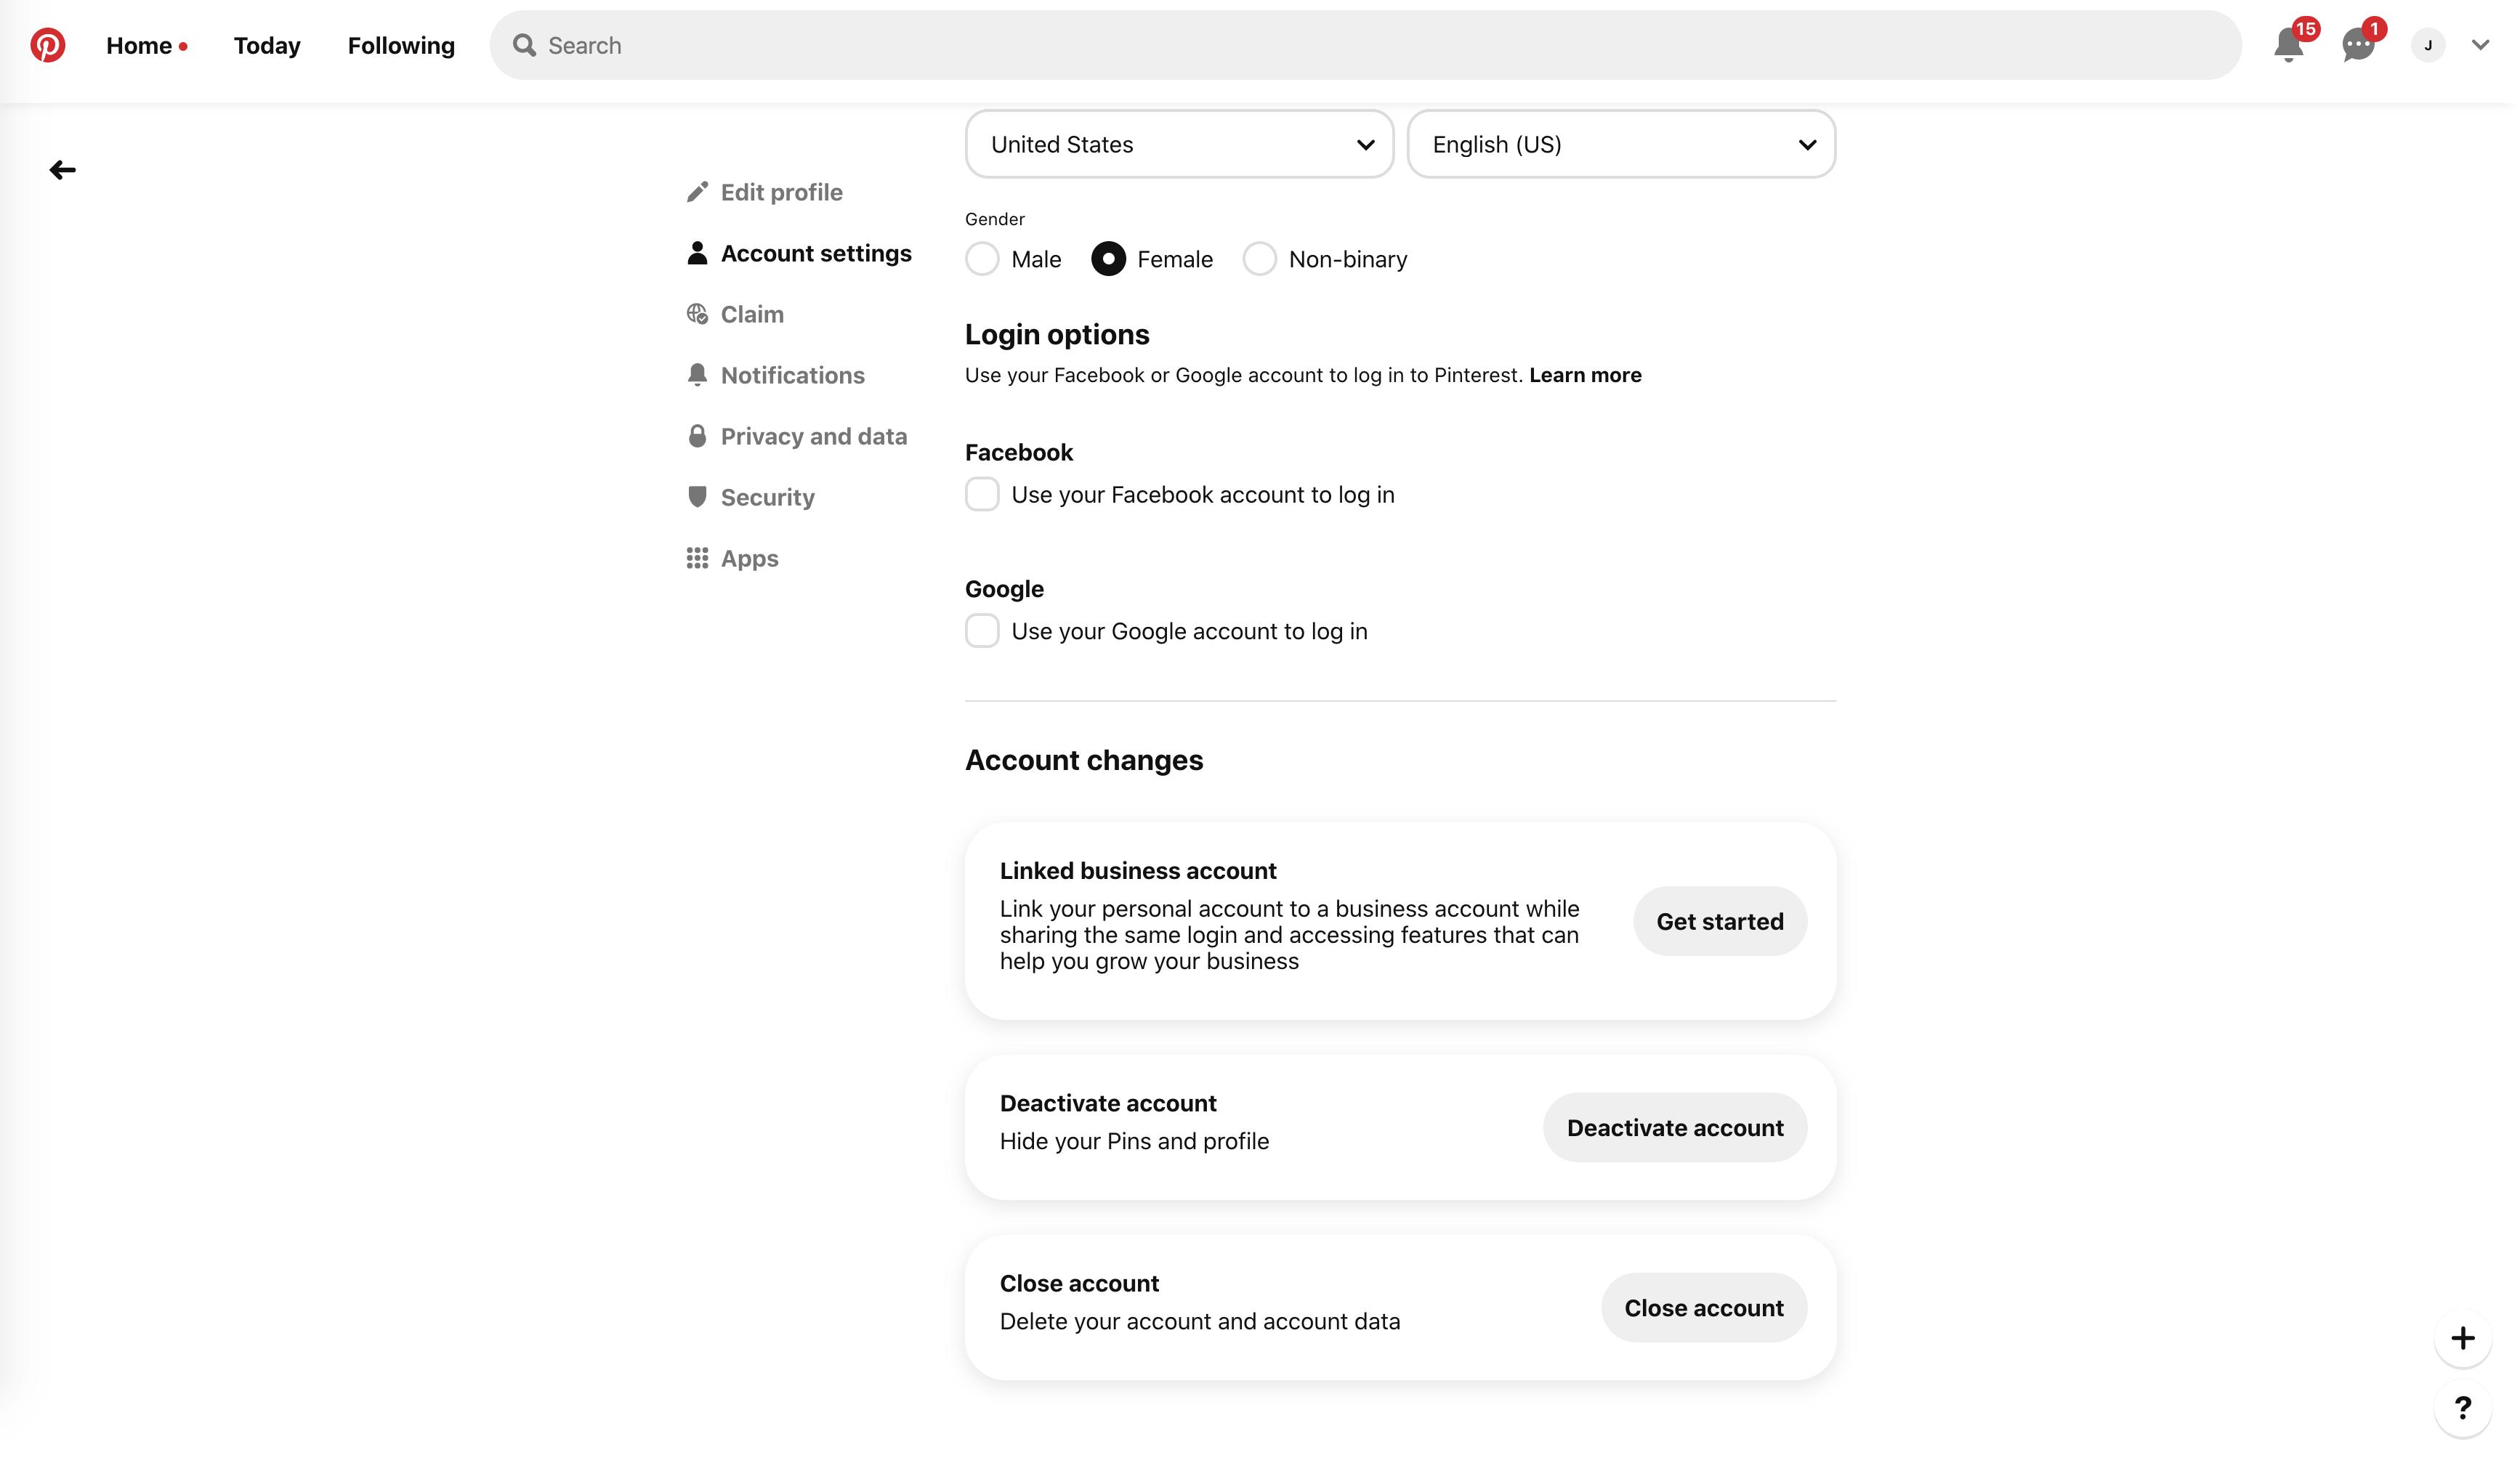 Home
Today
Following
Search
15
1
J
United States
English (US)
Edit profile
Account settings
Claim
Notifications
Privacy and data
Security
Apps
Gender
Male
Female
Non-binary
Login options
Use your Facebook or Google account to log in to Pinterest. Learn more
Facebook
Use your Facebook account to log in
Google
Use your Google account to log in
Account changes
Linked business account
Link your personal account to a business account while
sharing the same login and accessing features that can
help you grow your business
Get started
Deactivate account
Hide your Pins and profile
Deactivate account
Close account
Delete your account and account data
Close account
+
?